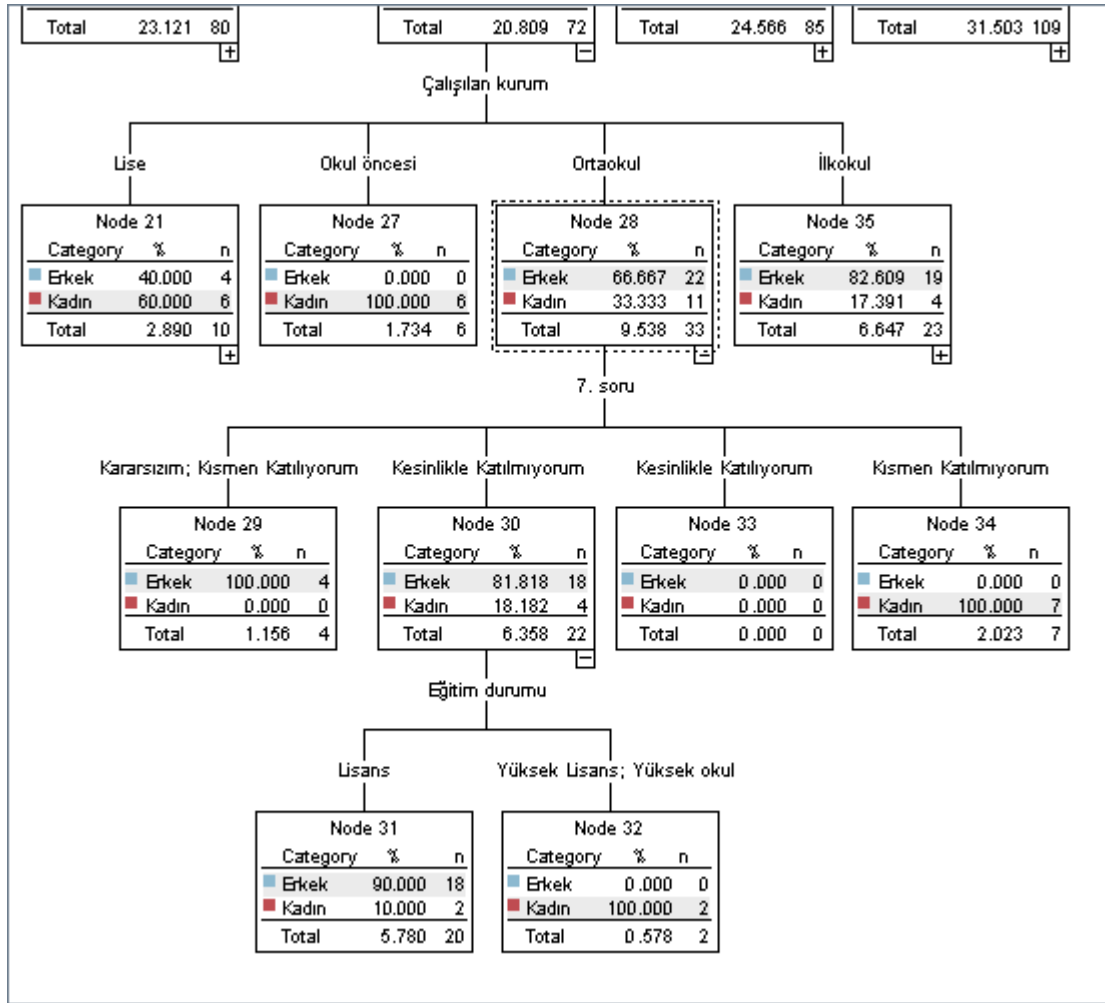 Total 23.121 80
Total 20.809 72
Total 24.566 85
Total 31.503 109
Çalışılan kurum
Lise
Okul öncesi
Ortaokul
İlkokul
Node 21
Category % n
Erkek 40.000 4
Kadın 60.000 6
Total 2.890 10
Node 27
Category % n
Erkek 0.000 0
Kadın 100.000 6
Total 1.734 6
Node 28
Category % n
Erkek 66.667 22
Kadın 33.333 11
Total 9.538 33
Node 35
Category % n
Erkek 82.609 19
Kadın 17.391 4
Total 6.647 23
7. soru
Kararsızım; Kısmen Katılıyorum
Kesinlikle Katılmıyorum
Kesinlikle Katılıyorum
Kısmen Katılmıyorum
Node 29
Category % n
Erkek 100.000 4
Kadın 0.000 0
Total 1.156 4
Node 30
Category % n
Erkek 81.818 18
Kadın 18.182 4
Total 6.358 22
Node 33
Category % n
Erkek 0.000 0
Kadın 0.000 0
Total 0.000 0
Node 34
Category % n
Erkek 0.000 0
Kadın 100.000 7
Total 2.023 7
Eğitim durumu
Lisans
Yüksek Lisans; Yüksek okul
Node 31
Category % n
Erkek 90.000 18
Kadın 10.000 2
Total 5.780 20
Node 32
Category % n
Erkek 0.000 0
Kadın 100.000 2
Total 0.578 2